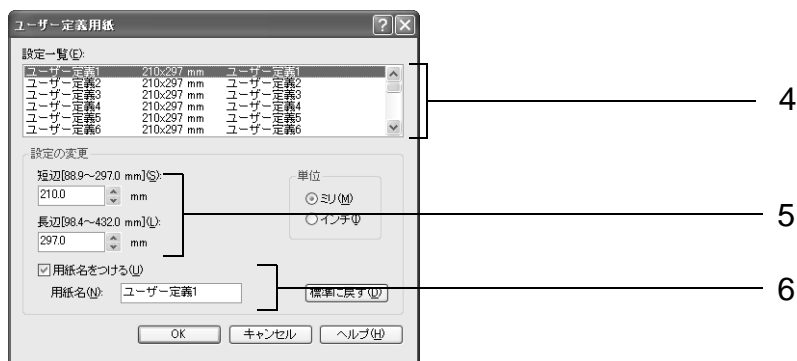 ユーザー定義用紙
設定一覧(E):
ユーザー定義1 210x297 mm ユーザー定義1
ユーザー定義2 210x297 mm ユーザー定義2
ユーザー定義3 210x297 mm ユーザー定義3
ユーザー定義4 210x297 mm ユーザー定義4
ユーザー定義5 210x297 mm ユーザー定義5
ユーザー定義6 210x297 mm ユーザー定義6
4
設定の変更
短辺[88.9～297.0 mm](S):
210.0 mm
単位
ミリ(M)
インチ(I)
5
長辺[98.4～432.0 mm](L):
297.0 mm
用紙名をつける(U)
用紙名(N): ユーザー定義1
標準に戻す(D)
6
OK キャンセル ヘルプ(H)